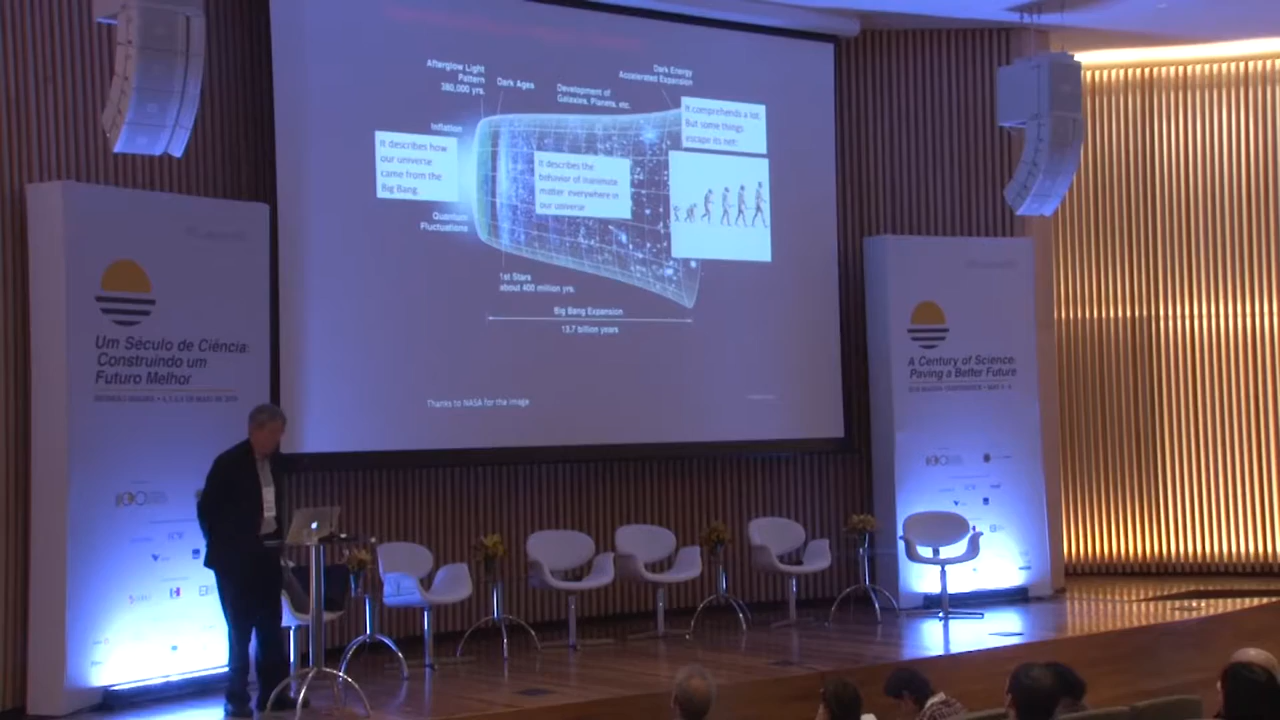 Afterglow Light
Pattern
380,000 yrs.
Dark Ages
Development of
Galaxies, Planets, etc.
Dark Energy
Accelerated Expansion
Inflation
It describes how
our universe
came from the
Big Bang.
It describes the
behavior of inanimate
matter everywhere in
our universe
It comprehends a lot.
But some things
escape its net:
Quantum
Fluctuations
1st Stars
about 400 million yrs.
Big Bang Expansion
13.7 billion years
Thanks to NASA for the image
Um Século de Ciência:
Construindo um
Futuro Melhor
A Century of Science:
Paving a Better Future